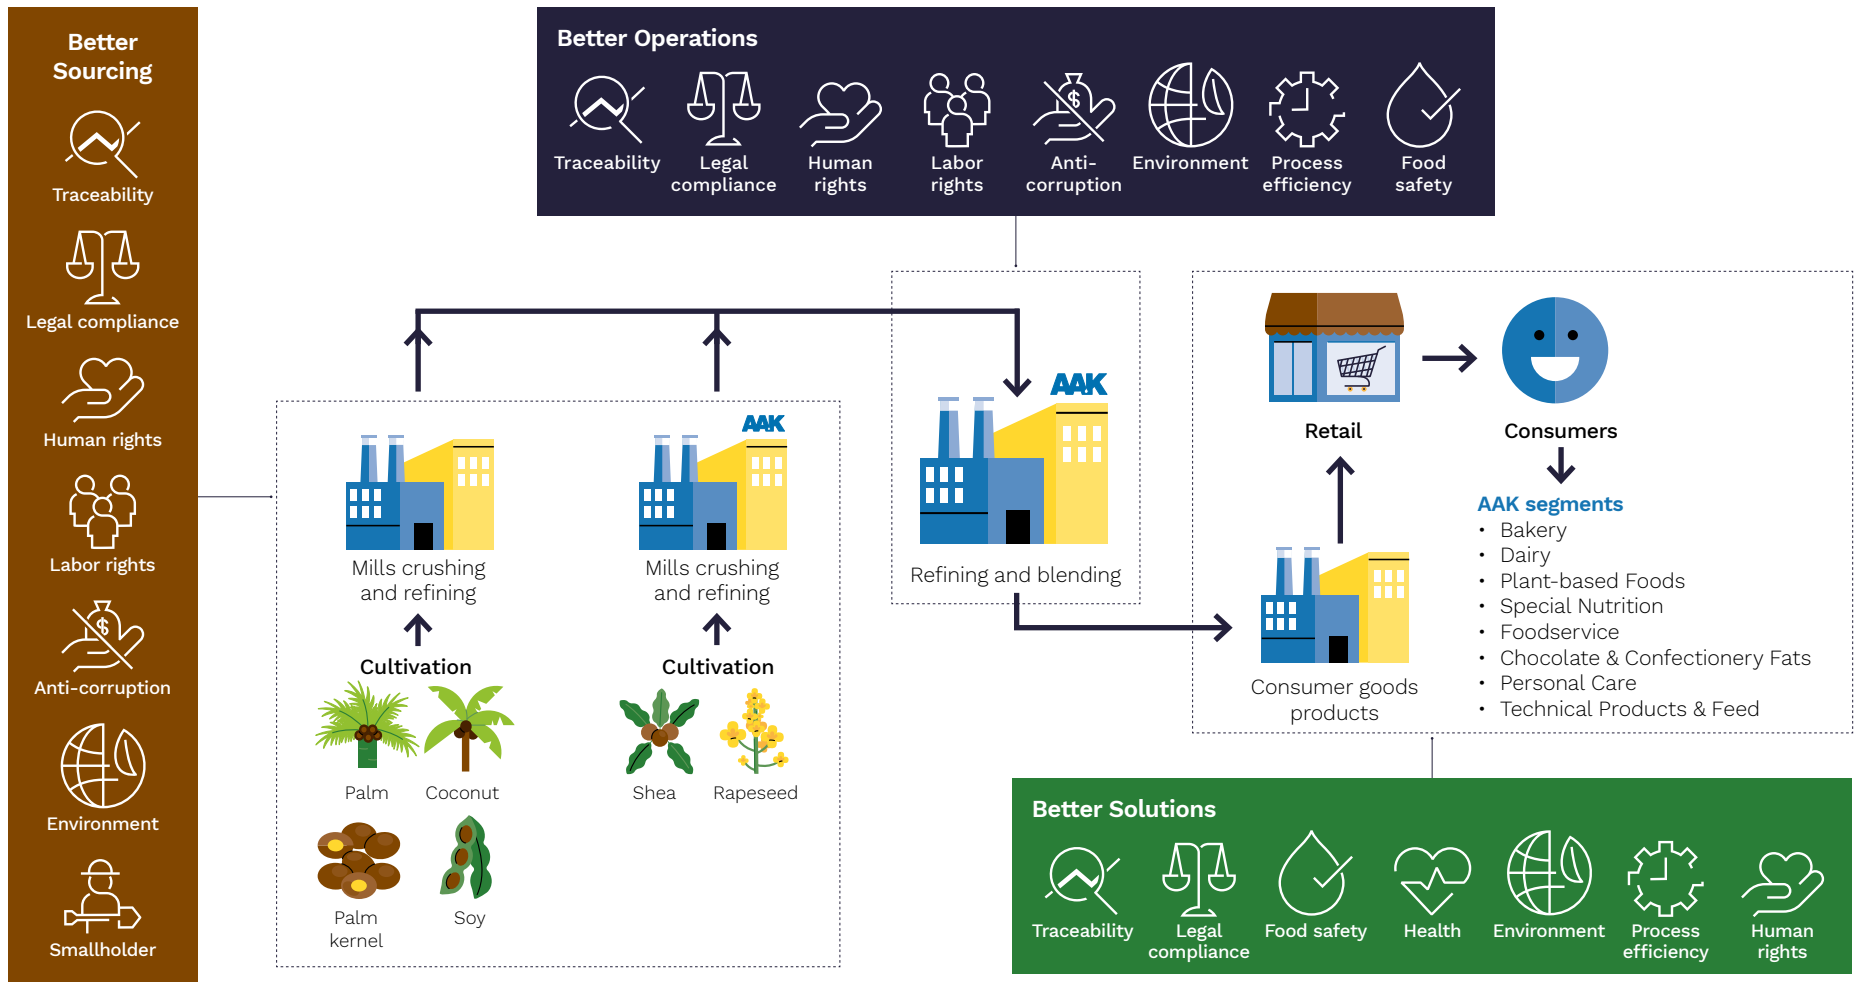 Better
Sourcing
Traceability
Legal compliance
Human rights
Labor rights
Anti-corruption
Environment
Smallholder
Better Operations
Traceability
Legal
compliance
Human
rights
Labor
rights
Anti-
corruption
Environment
Process
efficiency
Food
safety
Mills crushing
and refining
Cultivation
Palm
Coconut
Palm
kernel
Soy
AAK
Mills crushing
and refining
Cultivation
Shea
Rapeseed
AAK
Refining and blending
Consumer goods
products
Retail
Consumers
AAK segments
• Bakery
• Dairy
• Plant-based Foods
• Special Nutrition
• Foodservice
• Chocolate & Confectionery Fats
• Personal Care
• Technical Products & Feed
Better Solutions
Traceability
Legal
compliance
Food safety
Health
Environment
Process
efficiency
Human
rights